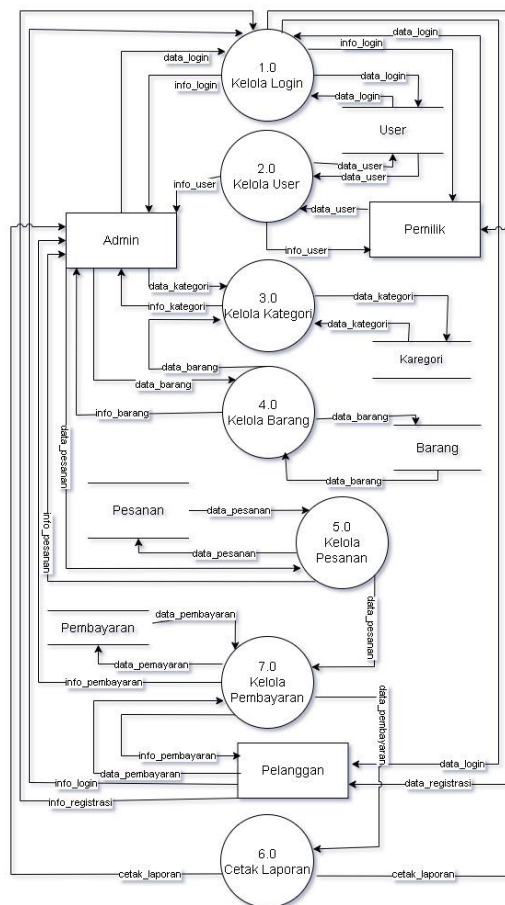 data_login
info_login
data_login
1.0
Kelola Login
info_login
data_login
data_login
User
2.0
Kelola User
data_user
data_user
info_user
data_user
Admin
Pemilik
info_user
data_kategori
info_kategori
3.0
Kelola Kategori
data_kategori
data_kategori
Karegori
data_barang
data_barang
4.0
Kelola Barang
info_barang
data_barang
Barang
data_barang
data_pesanan
info_pesanan
Pesanan
data_pesanan
5.0
Kelola
Pesanan
data_pesanan
data_pesanan
Pembayaran
data_pembayaran
data_pemayaran
7.0
Kelola
Pembayaran
info_pembayaran
data_pembayaran
info_pembayaran
data_pembayaran
Pelanggan
data_login
info_login
data_registrasi
info_registrasi
6.0
Cetak Laporan
cetak_laporan
cetak_laporan